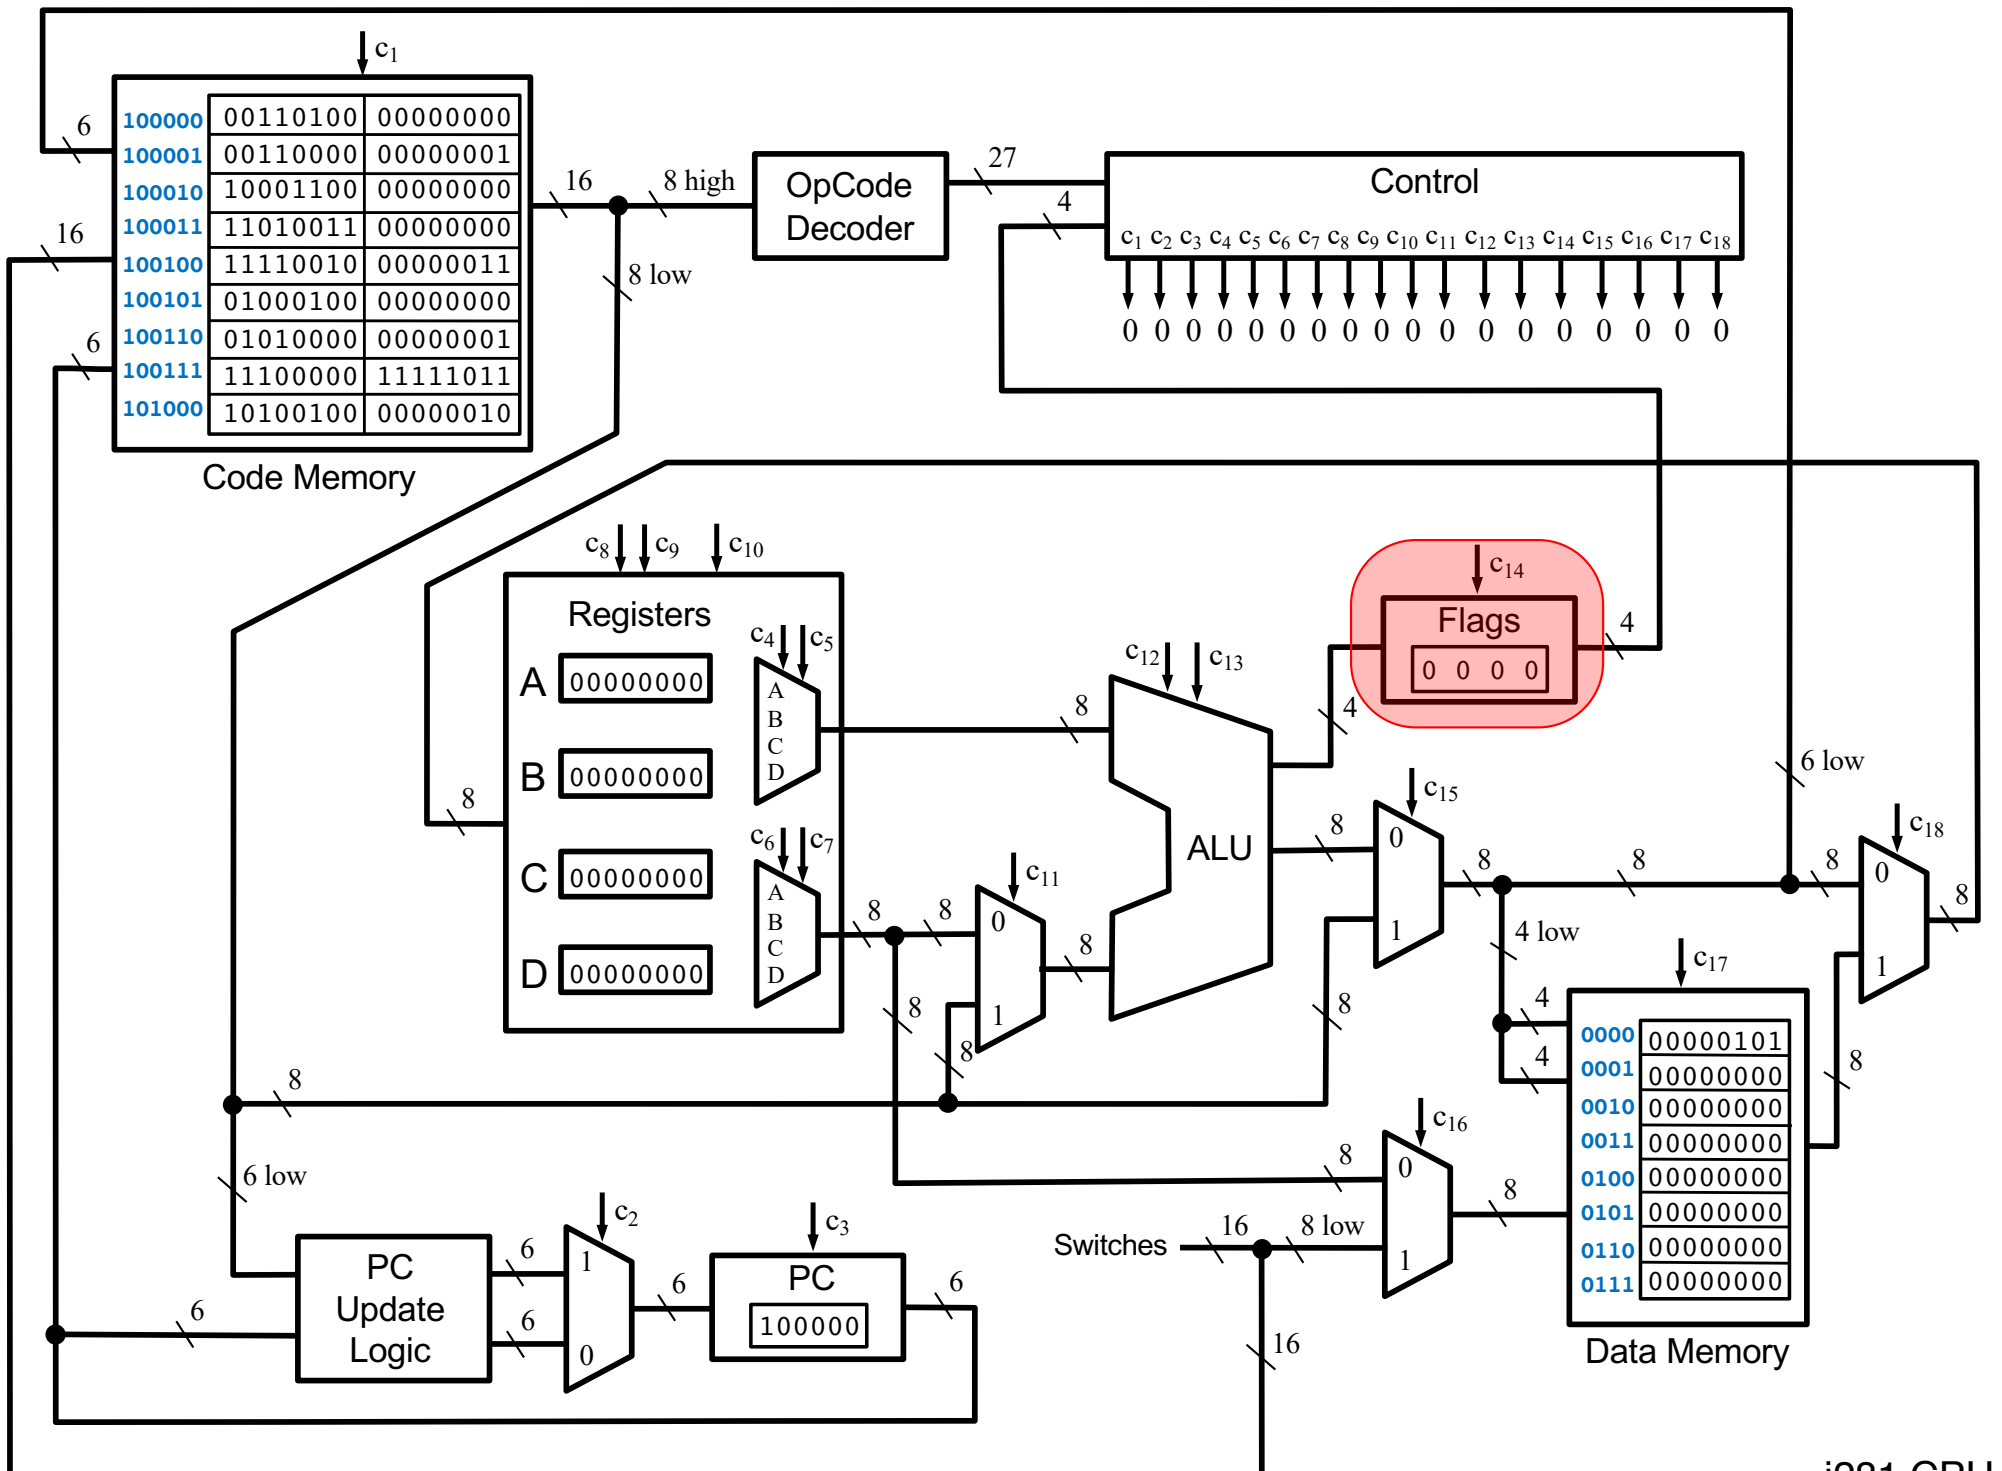 c1
100000 00110100 00000000
100001 00110000 00000001
100010 10001100 00000000
100011 11010011 00000000
100100 11110010 00000011
100101 01000100 00000000
100110 01010000 00000001
100111 11100000 11111011
101000 10100100 00000010
Code Memory
6
16
6
16
8 high
8 low
OpCode
Decoder
27
4
Control
c1 c2 c3 c4 c5 c6 c7 c8 c9 c10 c11 c12 c13 c14 c15 c16 c17 c18
0 0 0 0 0 0 0 0 0 0 0 0 0 0 0 0 0 0
c8 c9 c10
Registers
A 00000000
B 00000000
C 00000000
D 00000000
8
c4 c5
A
B
C
D
c6 c7
A
B
C
D
8
8
8
8
c11
0
1
8
8
c12 c13
ALU
4
8
c14
Flags
0 0 0 0
4
c15
0
1
8
8
8
6 low
8
c18
0
1
8
4 low
4
4
c17
0000 00000101
0001 00000000
0010 00000000
0011 00000000
0100 00000000
0101 00000000
0110 00000000
0111 00000000
Data Memory
8
8
6 low
6
PC
Update
Logic
6
6
c2
1
0
6
c3
PC
100000
6
Switches
16
8 low
16
8
c16
0
1
8